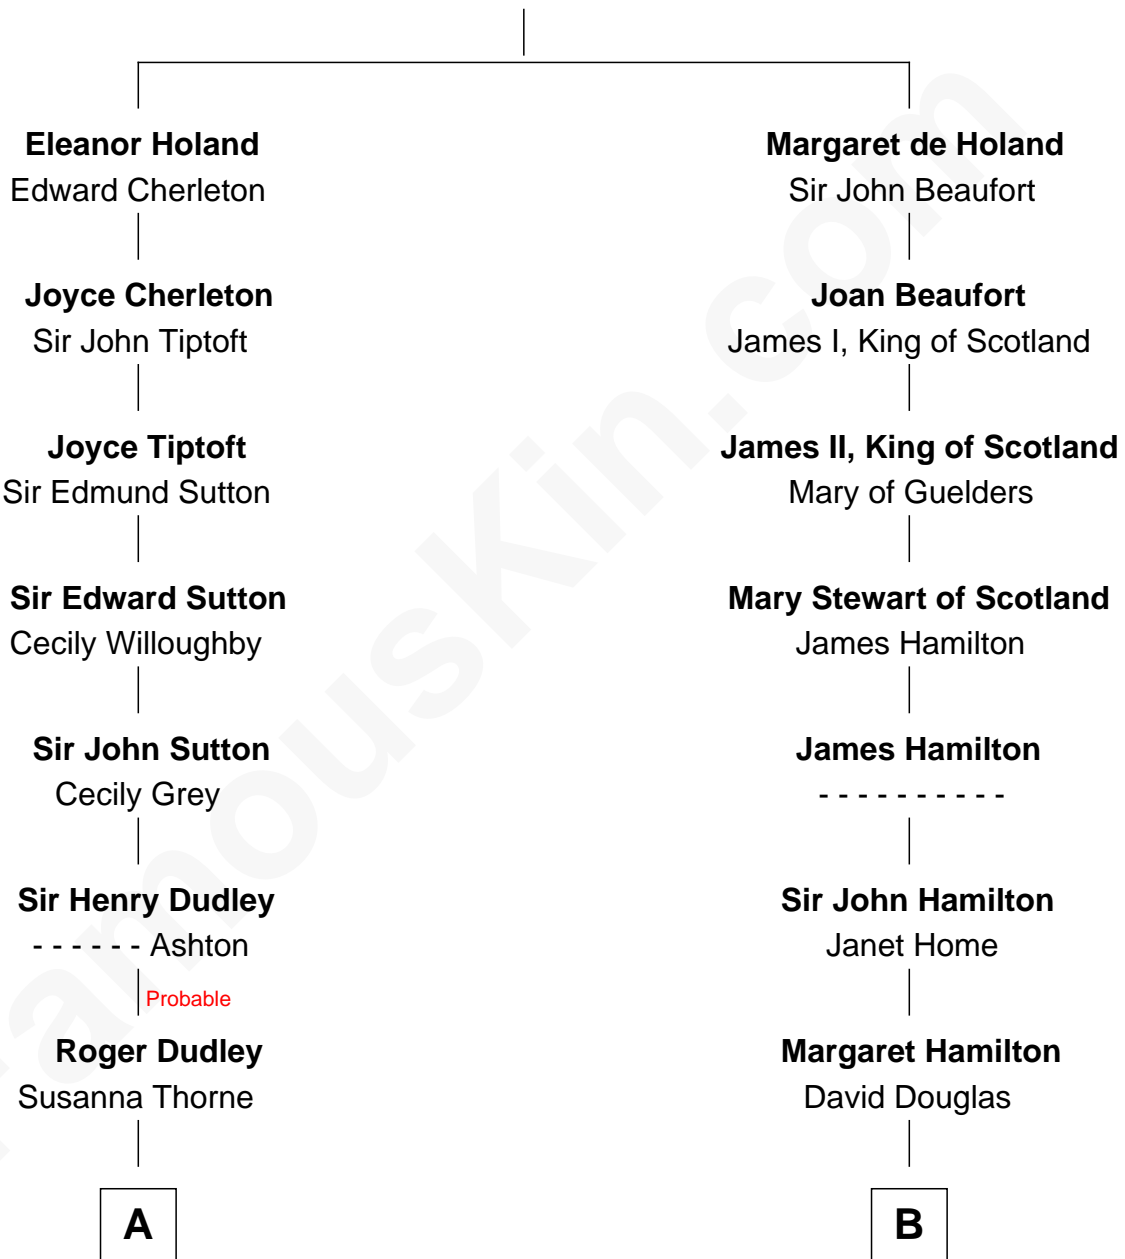 Eleanor Holand
Edward Cherleton
Joyce Cherleton
Sir John Tiptoft
Joyce Tiptoft
Sir Edmund Sutton
Sir Edward Sutton
Cecily Willoughby
Sir John Sutton
Cecily Grey
Sir Henry Dudley
- - - - - - Ashton
Probable
Roger Dudley
Susanna Thorne
A
Margaret de Holand
Sir John Beaufort
Joan Beaufort
James I, King of Scotland
James II, King of Scotland
Mary of Guelders
Mary Stewart of Scotland
James Hamilton
James Hamilton
- - - - - - - - - -
Sir John Hamilton
Janet Home
Margaret Hamilton
David Douglas
B
FamousKin.com